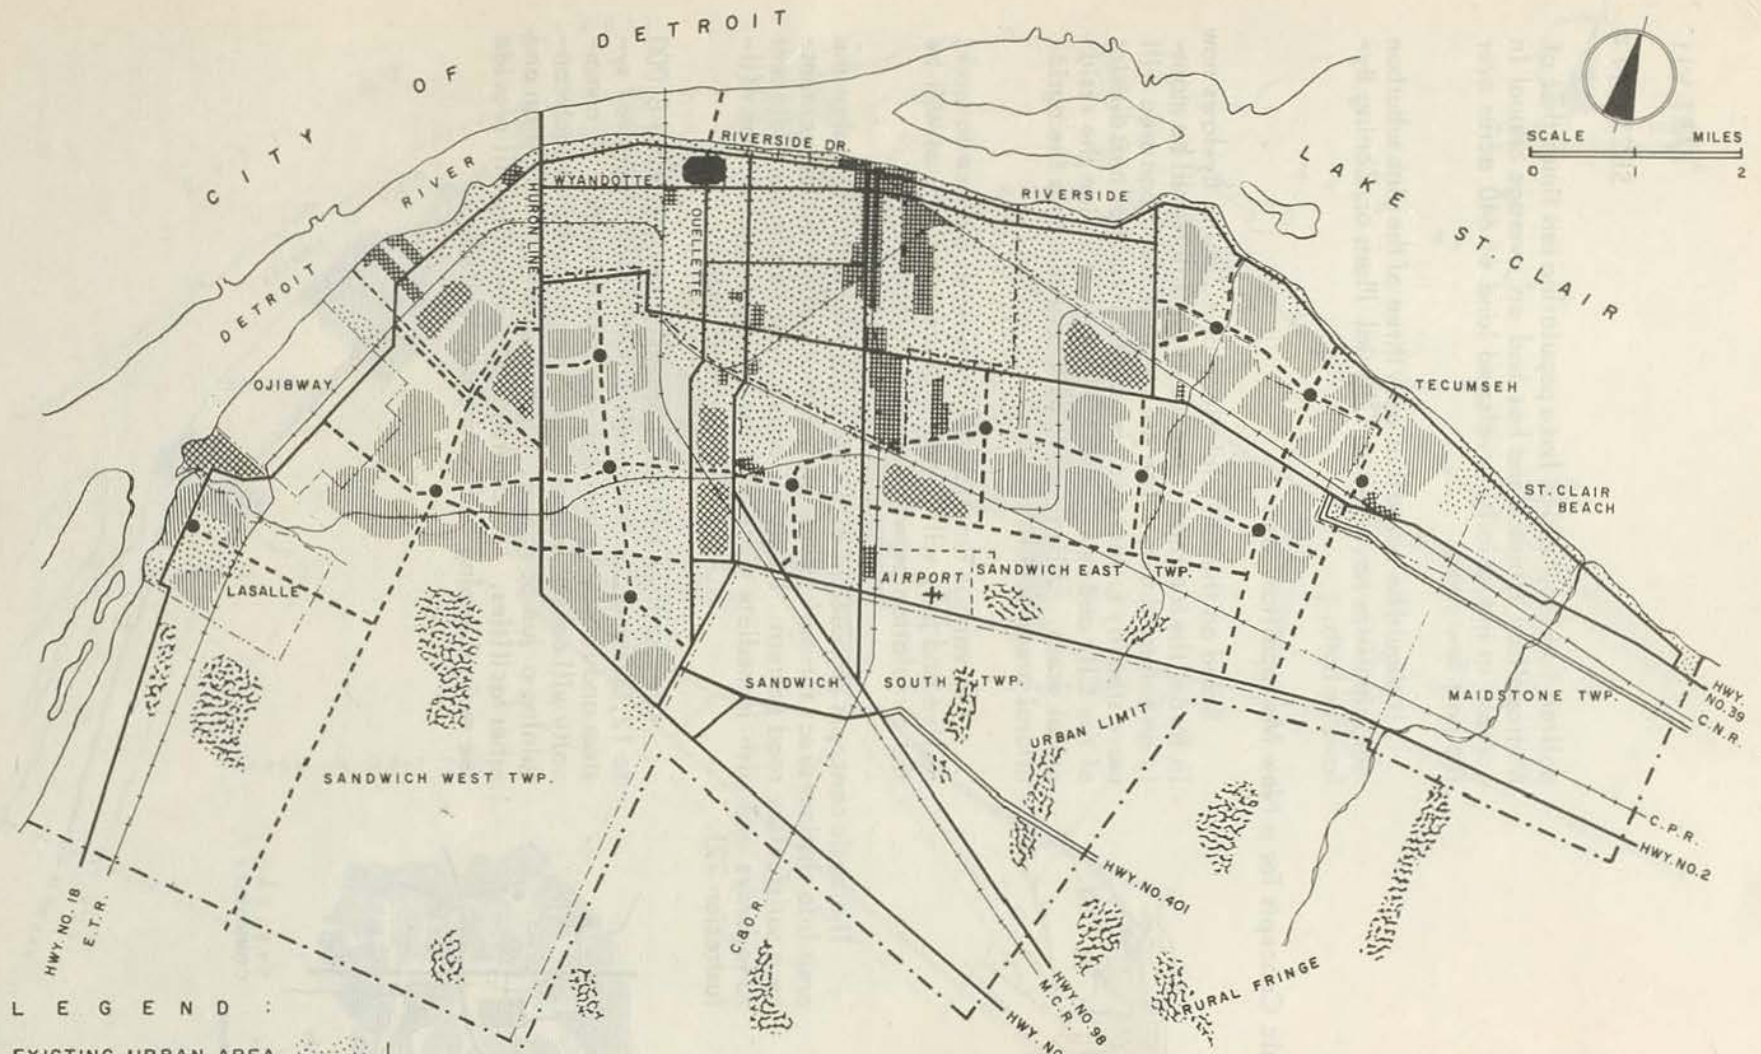 CITY OF DETROIT
DETROIT RIVER
LAKE ST. CLAIR
SCALE MILES
0 1 2
RIVERSIDE DR.
WYANDOTTE
HURON LINE
OUELLETTE
RIVERSIDE
OJIBWAY
TECUMSEH
ST. CLAIR
BEACH
LASALLE
AIRPORT
SANDWICH EAST TWP.
SANDWICH SOUTH TWP.
MAIDSTONE TWP.
URBAN LIMIT
SANDWICH WEST TWP.
HWY. NO. 39
C.N.R.
C.P.R.
HWY. NO. 2
HWY. NO. 401
HWY. NO. 18
E.T.R.
C.&O.R.
HWY. NO. 98
M.C.R.
HWY. NO.
RURAL FRINGE
LEGEND :
EXISTING URBAN AREA